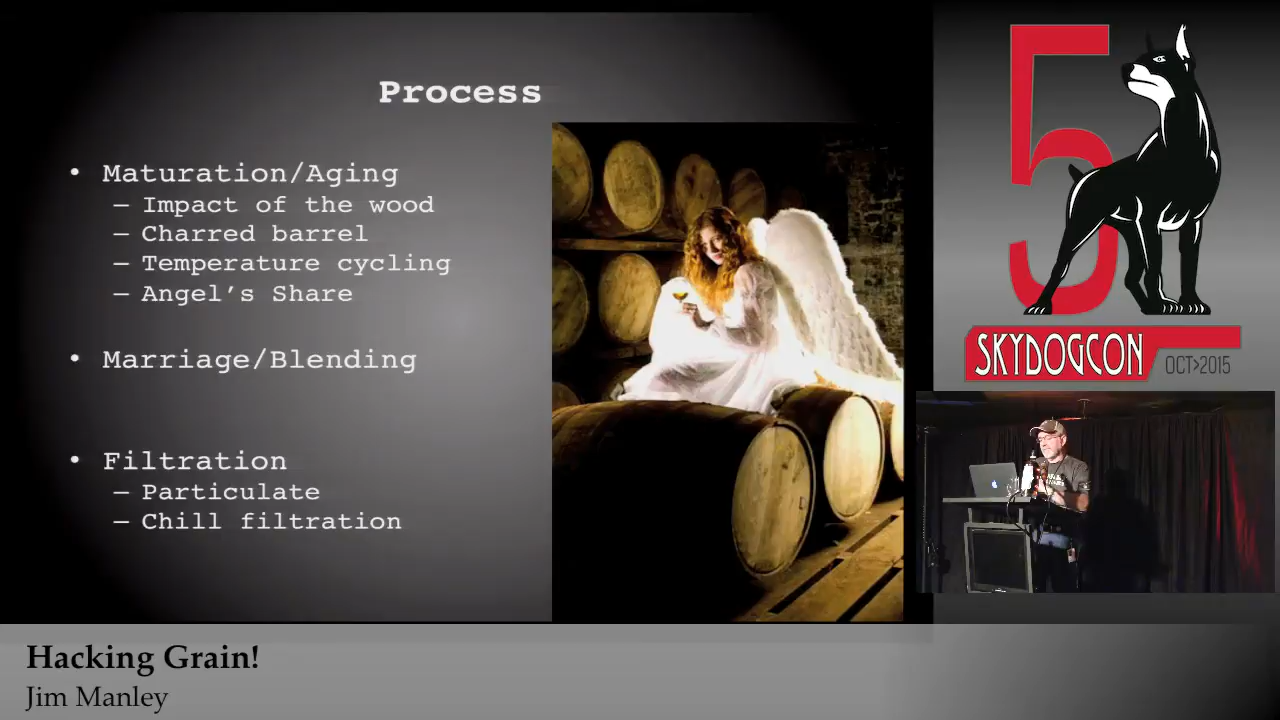 Process
• Maturation/Aging
– Impact of the wood
– Charred barrel
– Temperature cycling
– Angel's Share
• Marriage/Blending
• Filtration
– Particulate
– Chill filtration
5
SKYDOGCON
OCT>2015
Hacking Grain!
Jim Manley